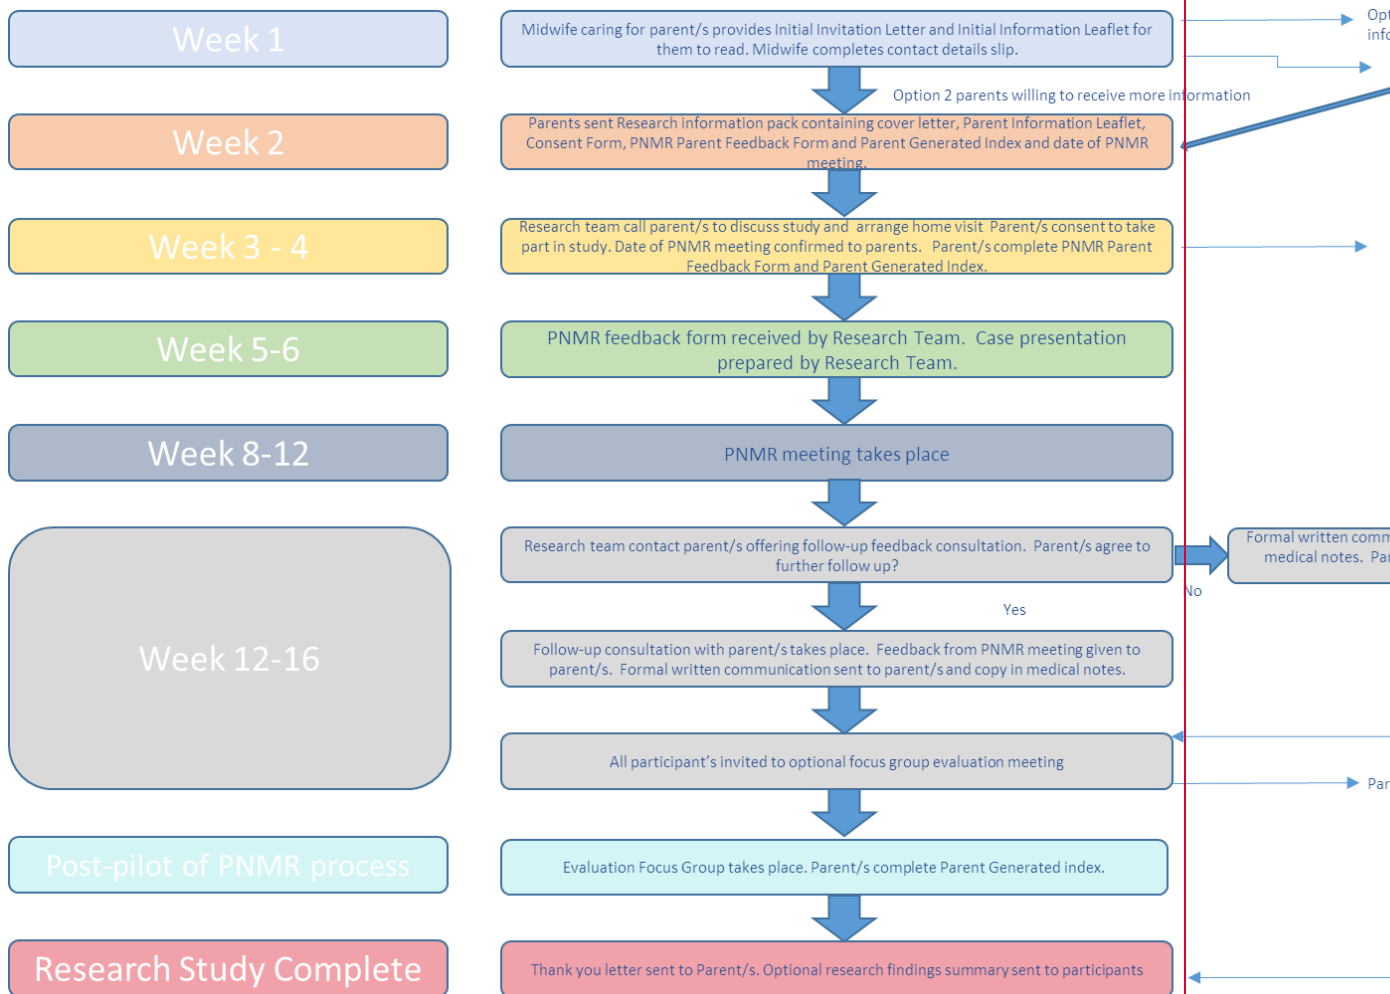 Week 1
Midwife caring for parent/s provides Initial Invitation Letter and Initial Information Leaflet for
them to read. Midwife completes contact details slip.
Option 2 parents willing to receive more information
Week 2
Parents sent Research information pack containing cover letter, Parent Information Leaflet,
Consent Form, PNMR Parent Feedback Form and Parent Generated Index and date of PNMR
meeting.
Week 3 - 4
Research team call parent/s to discuss study and arrange home visit Parent/s consent to take
part in study. Date of PNMR meeting confirmed to parents. Parent/s complete PNMR Parent
Feedback Form and Parent Generated Index.
Week 5-6
PNMR feedback form received by Research Team. Case presentation
prepared by Research Team.
Week 8-12
PNMR meeting takes place
Week 12-16
Research team contact parent/s offering follow-up feedback consultation. Parent/s agree to
further follow up?
Formal written
medical notes.
No
Yes
Follow-up consultation with parent/s takes place. Feedback from PNMR meeting given to
parent/s. Formal written communication sent to parent/s and copy in medical notes.
All participant's invited to optional focus group evaluation meeting
Post-pilot of PNMR process
Evaluation Focus Group takes place. Parent/s complete Parent Generated index.
Research Study Complete
Thank you letter sent to Parent/s. Optional research findings summary sent to participants